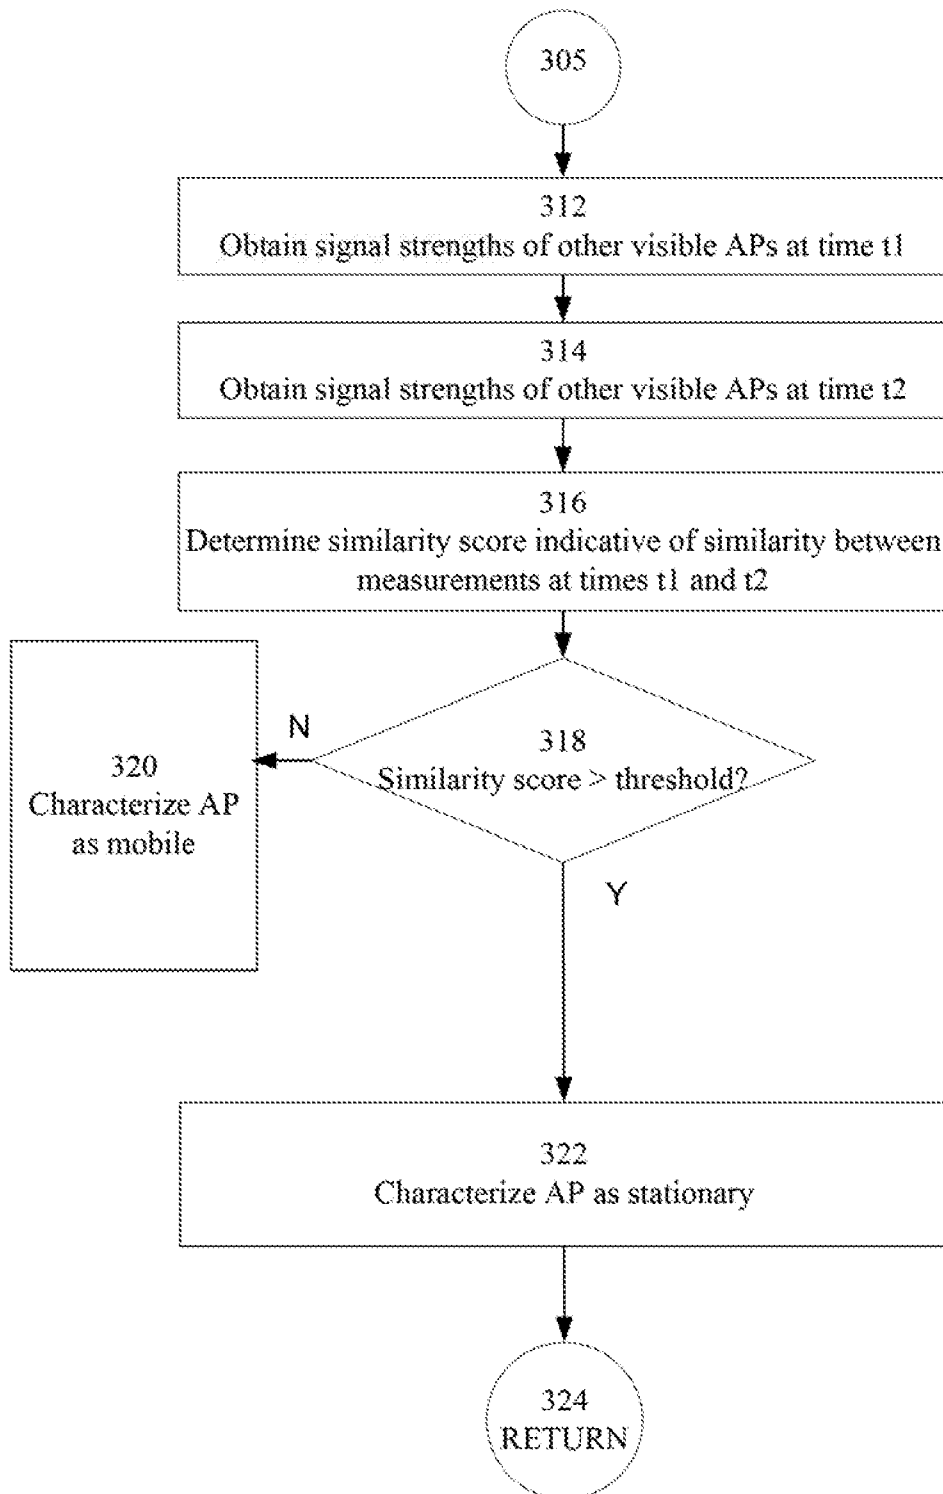 305
312
Obtain signal strengths of other visible APs at time t1
314
Obtain signal strengths of other visible APs at time t2
316
Determine similarity score indicative of similarity between
measurements at times t1 and t2
N
318
Similarity score > threshold?
320
Characterize AP
as mobile
Y
322
Characterize AP as stationary
324
RETURN